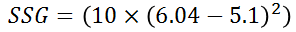 SSG = (10 × (6.04 − 5.1)²)